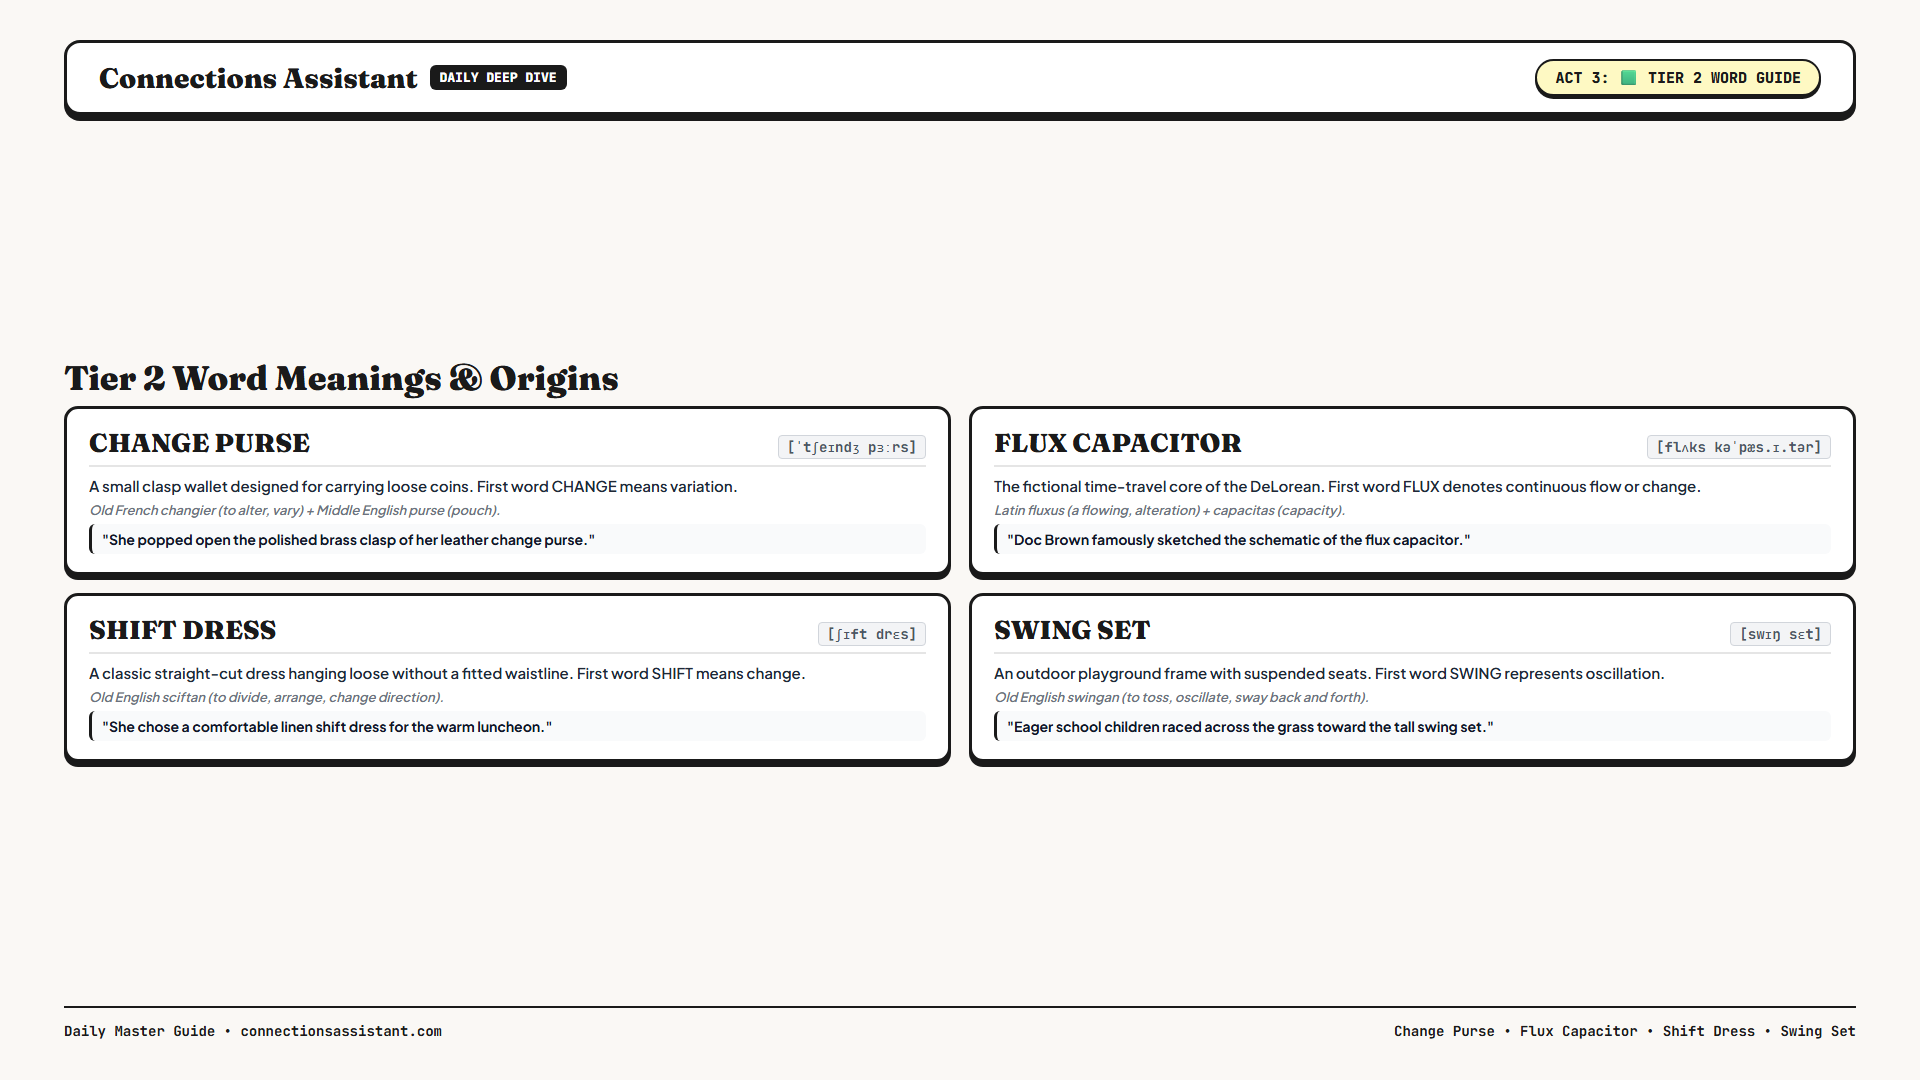 Connections Assistant DAILY DEEP DIVE
ACT 3: 🟩 TIER 2 WORD GUIDE
Tier 2 Word Meanings & Origins
CHANGE PURSE [ˈtʃeɪndʒ pɜːrs]
A small clasp wallet designed for carrying loose coins. First word CHANGE means variation.
Old French changier (to alter, vary) + Middle English purse (pouch).
"She popped open the polished brass clasp of her leather change purse."
FLUX CAPACITOR [flʌks kəˈpæs.ɪ.tər]
The fictional time-travel core of the DeLorean. First word FLUX denotes continuous flow or change.
Latin fluxus (a flowing, alteration) + capacitas (capacity).
"Doc Brown famously sketched the schematic of the flux capacitor."
SHIFT DRESS [ʃɪft drɛs]
A classic straight-cut dress hanging loose without a fitted waistline. First word SHIFT means change.
Old English sciftan (to divide, arrange, change direction).
"She chose a comfortable linen shift dress for the warm luncheon."
SWING SET [swɪŋ sɛt]
An outdoor playground frame with suspended seats. First word SWING represents oscillation.
Old English swingan (to toss, oscillate, sway back and forth).
"Eager school children raced across the grass toward the tall swing set."
Daily Master Guide • connectionsassistant.com
Change Purse • Flux Capacitor • Shift Dress • Swing Set